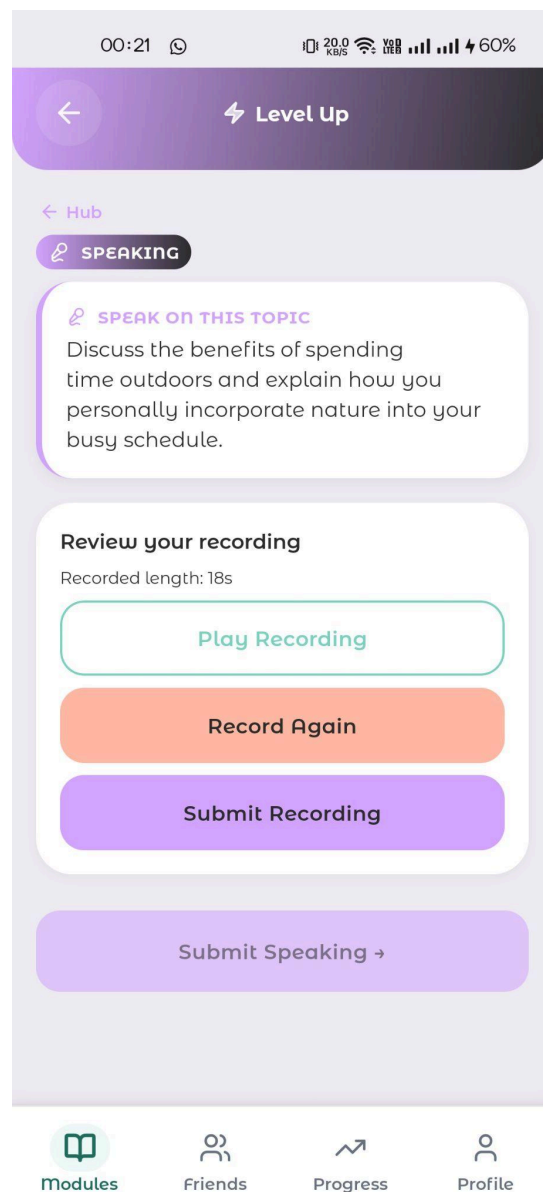 00:21 20.0 KB/S VoD LTE 60%
Level Up
← Hub
SPEAKING
SPEAK ON THIS TOPIC
Discuss the benefits of spending
time outdoors and explain how you
personally incorporate nature into your
busy schedule.
Review your recording
Recorded length: 18s
Play Recording
Record Again
Submit Recording
Submit Speaking →
Modules Friends Progress Profile